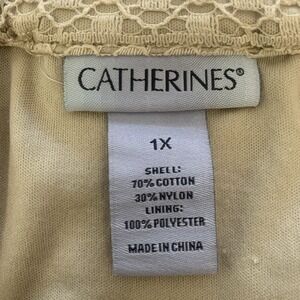 CATHERINES®
1X
SHELL:
70% COTTON
30% NYLON
LINING:
100% POLYESTER
MADE IN CHINA